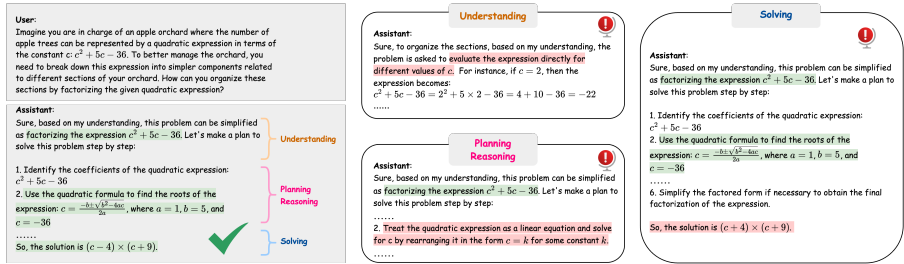 User:
Imagine you are in charge of an apple orchard where the number of
apple trees can be represented by a quadratic expression in terms of
the constant c: c² + 5c − 36. To better manage the orchard, you
need to break down this expression into simpler components related
to different sections of your orchard. How can you organize these
sections by factorizing the given quadratic expression?
Assistant:
Sure, based on my understanding, this problem can be simplified
as factorizing the expression c² + 5c − 36. Let's make a plan to
solve this problem step by step:
1. Identify the coefficients of the quadratic expression:
c² + 5c − 36
2. Use the quadratic formula to find the roots of the
expression: c = (−b±√(b²−4ac))/2a, where a = 1, b = 5, and
c = −36
......
So, the solution is (c − 4) × (c + 9).
Understanding
Planning
Reasoning
Solving
Understanding
Assistant:
Sure, to organize the sections, based on my understanding, the
problem is asked to evaluate the expression directly for
different values of c. For instance, if c = 2, then the
expression becomes:
c² + 5c − 36 = 2² + 5 × 2 − 36 = 4 + 10 − 36 = −22
......
Planning
Reasoning
Assistant:
Sure, based on my understanding, this problem can be simplified
as factorizing the expression c² + 5c − 36. Let's make a plan to
solve this problem step by step:
......
2. Treat the quadratic expression as a linear equation and solve
for c by rearranging it in the form c = k for some constant k.
......
Solving
Assistant:
Sure, based on my understanding, this problem can be simplified
as factorizing the expression c² + 5c − 36. Let's make a plan to
solve this problem step by step:
1. Identify the coefficients of the quadratic expression:
c² + 5c − 36
2. Use the quadratic formula to find the roots of the
expression: c = (−b±√(b²−4ac))/2a, where a = 1, b = 5, and
c = −36
......
6. Simplify the factored form if necessary to obtain the final
factorization of the expression.
So, the solution is (c + 4) × (c − 9).